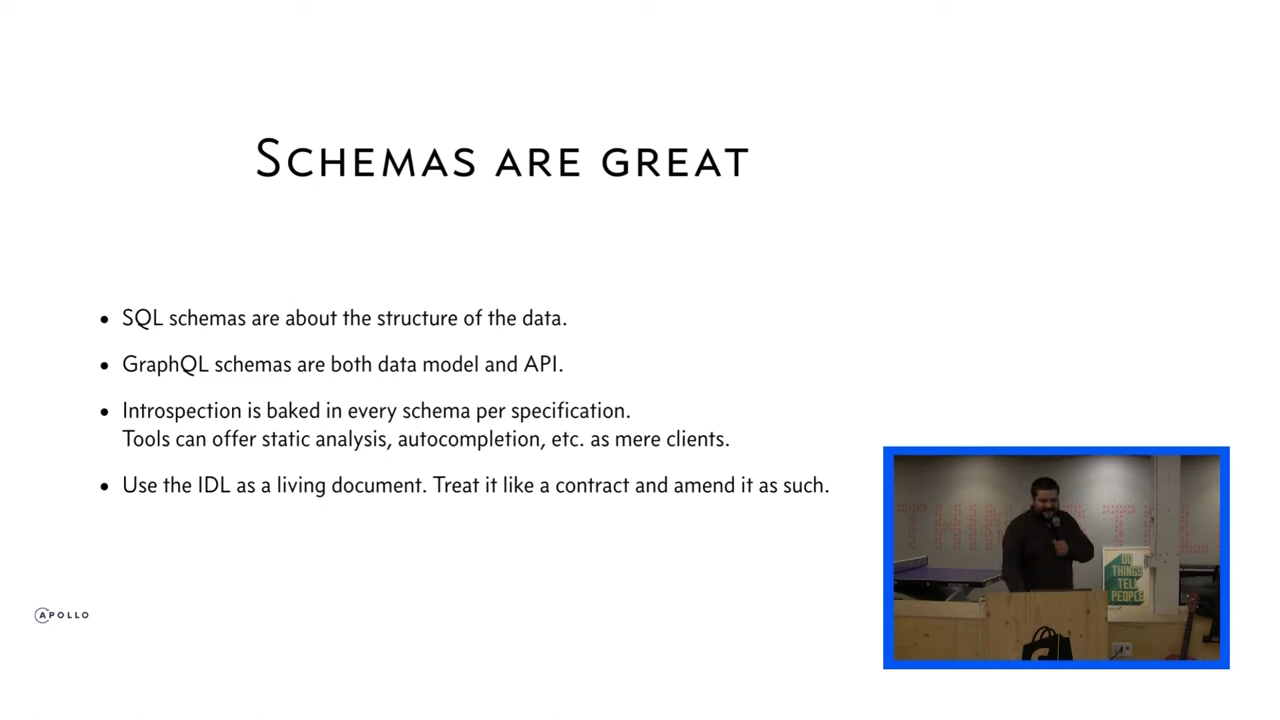 SCHEMAS ARE GREAT
• SQL schemas are about the structure of the data.
• GraphQL schemas are both data model and API.
• Introspection is baked in every schema per specification.
Tools can offer static analysis, autocompletion, etc. as mere clients.
• Use the IDL as a living document. Treat it like a contract and amend it as such.
APOLLO
DO
THINGS
TELL
PEOPLE